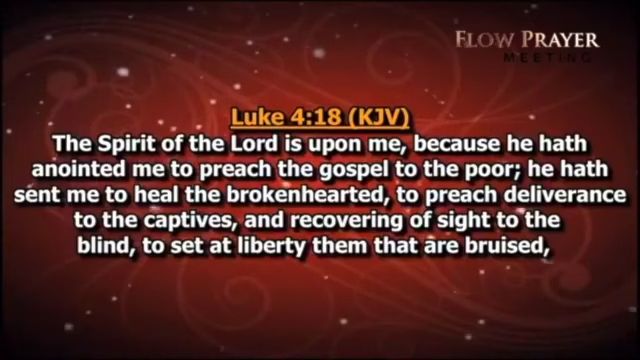 FLOW PRAYER
MEETING
Luke 4:18 (KJV)
The Spirit of the Lord is upon me, because he hath
anointed me to preach the gospel to the poor; he hath
sent me to heal the brokenhearted, to preach deliverance
to the captives, and recovering of sight to the
blind, to set at liberty them that are bruised,